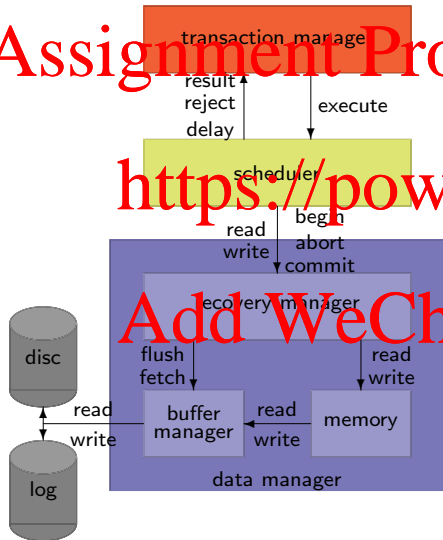 transaction manager
Assignment Pro
result
reject
delay
execute
https://pow
scheduler
read
write
begin
abort
commit
recovery manager
Add WeCh
disc
flush
fetch
read
write
read
write
buffer
manager
read
write
memory
log
data manager